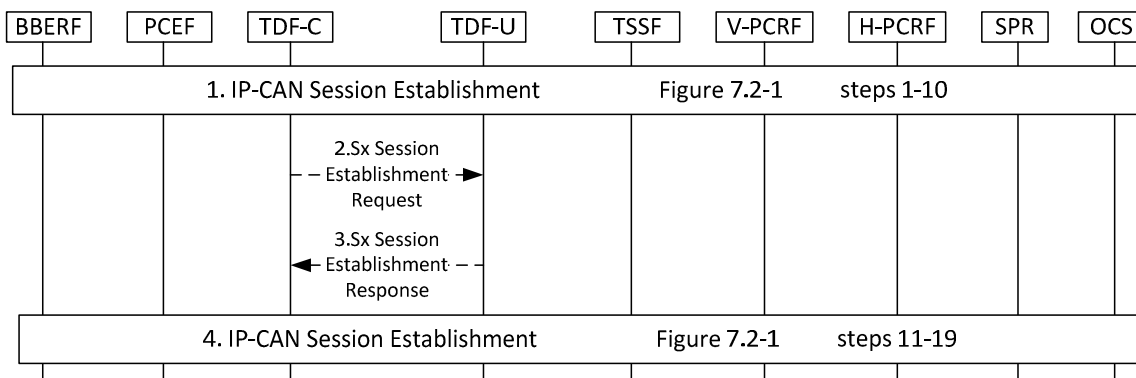 BBERF PCEF TDF-C TDF-U TSSF V-PCRF H-PCRF SPR OCS
1. IP-CAN Session Establishment Figure 7.2-1 steps 1-10
2.Sx Session
Establishment
Request
3.Sx Session
Establishment
Response
4. IP-CAN Session Establishment Figure 7.2-1 steps 11-19